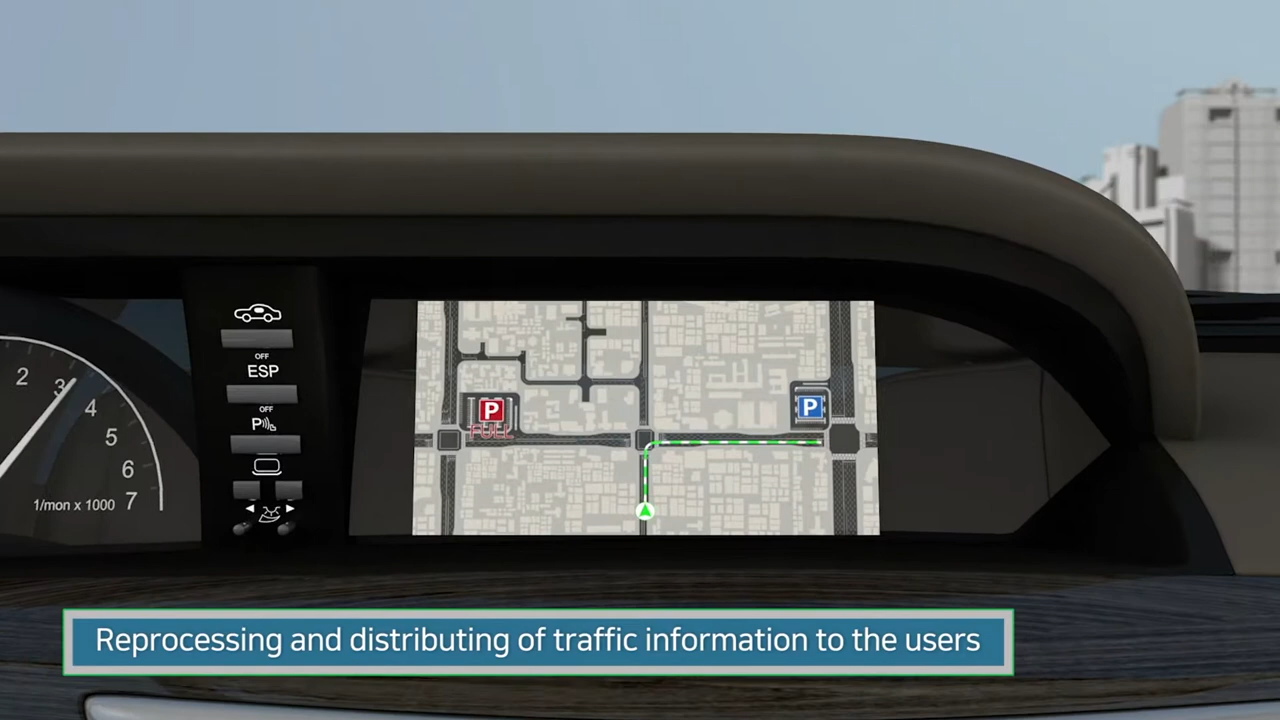 2
3
4
5
6
7
1/mon x 1000
OFF
ESP
OFF
P
P
FULL
P
Reprocessing and distributing of traffic information to the users